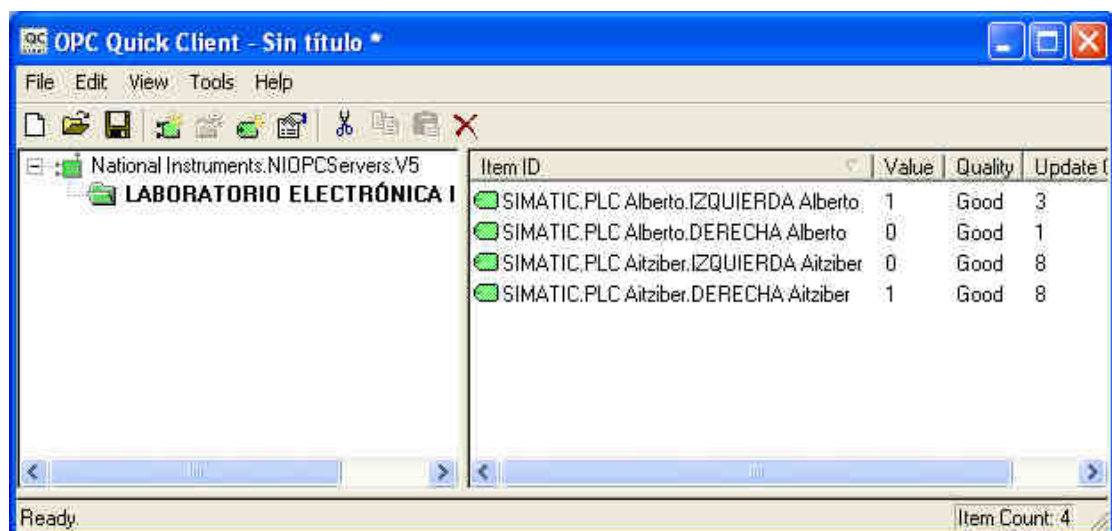 OPC Quick Client - Sin título *
File Edit View Tools Help
National Instruments.NIOPCServers.V5
LABORATORIO ELECTRÓNICA I
Item ID Value Quality Update C
SIMATIC.PLC Alberto.IZQUIERDA Alberto 1 Good 3
SIMATIC.PLC Alberto.DERECHA Alberto 0 Good 1
SIMATIC.PLC Aitziber.IZQUIERDA Aitziber 0 Good 8
SIMATIC.PLC Aitziber.DERECHA Aitziber 1 Good 8
Ready. Item Count: 4